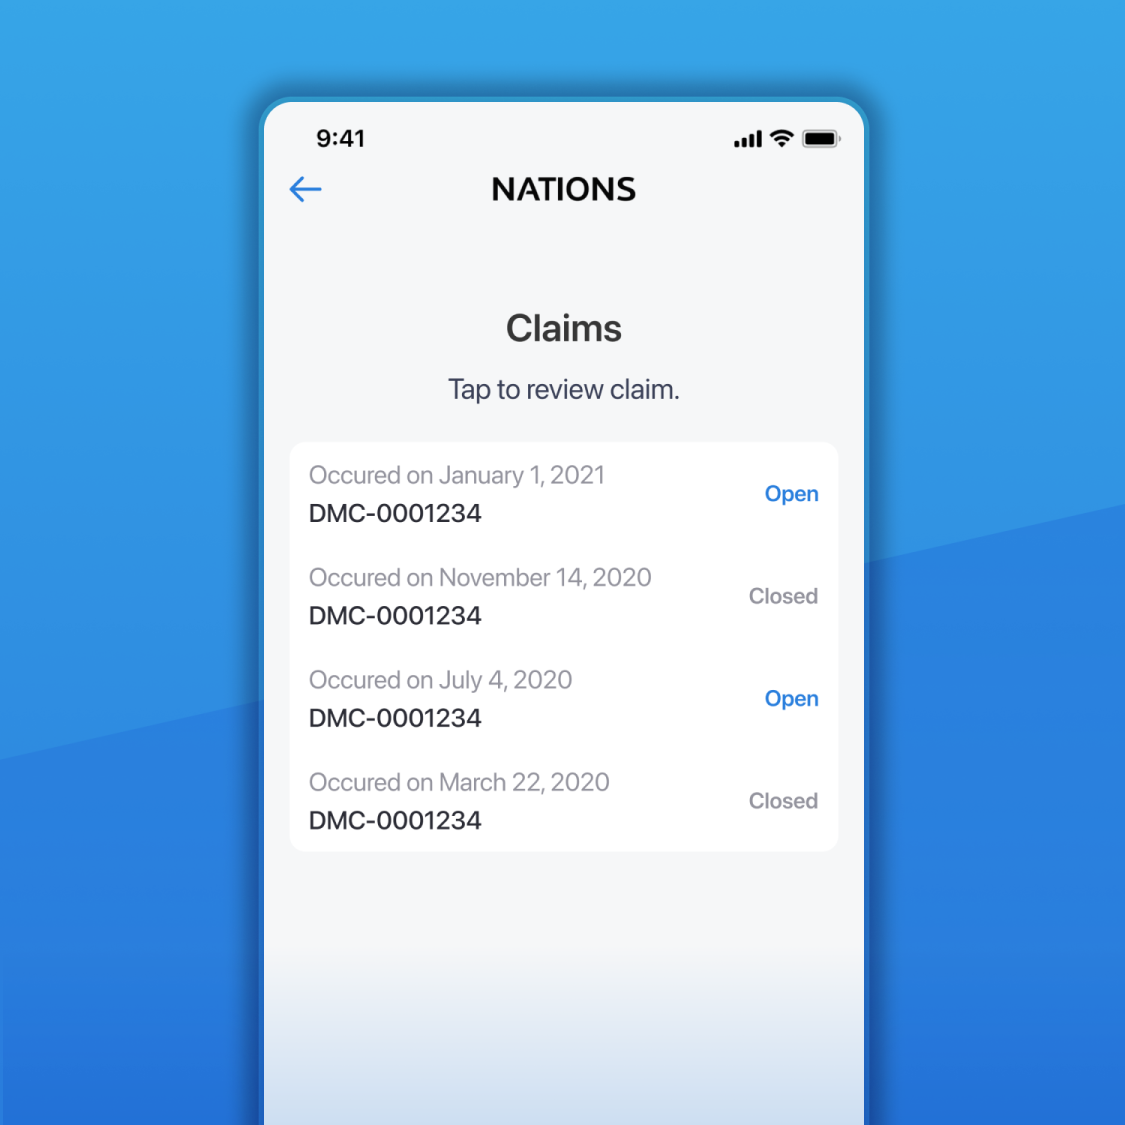 9:41
NATIONS
Claims
Tap to review claim.
Occured on January 1, 2021
DMC-0001234
Open
Occured on November 14, 2020
DMC-0001234
Closed
Occured on July 4, 2020
DMC-0001234
Open
Occured on March 22, 2020
DMC-0001234
Closed